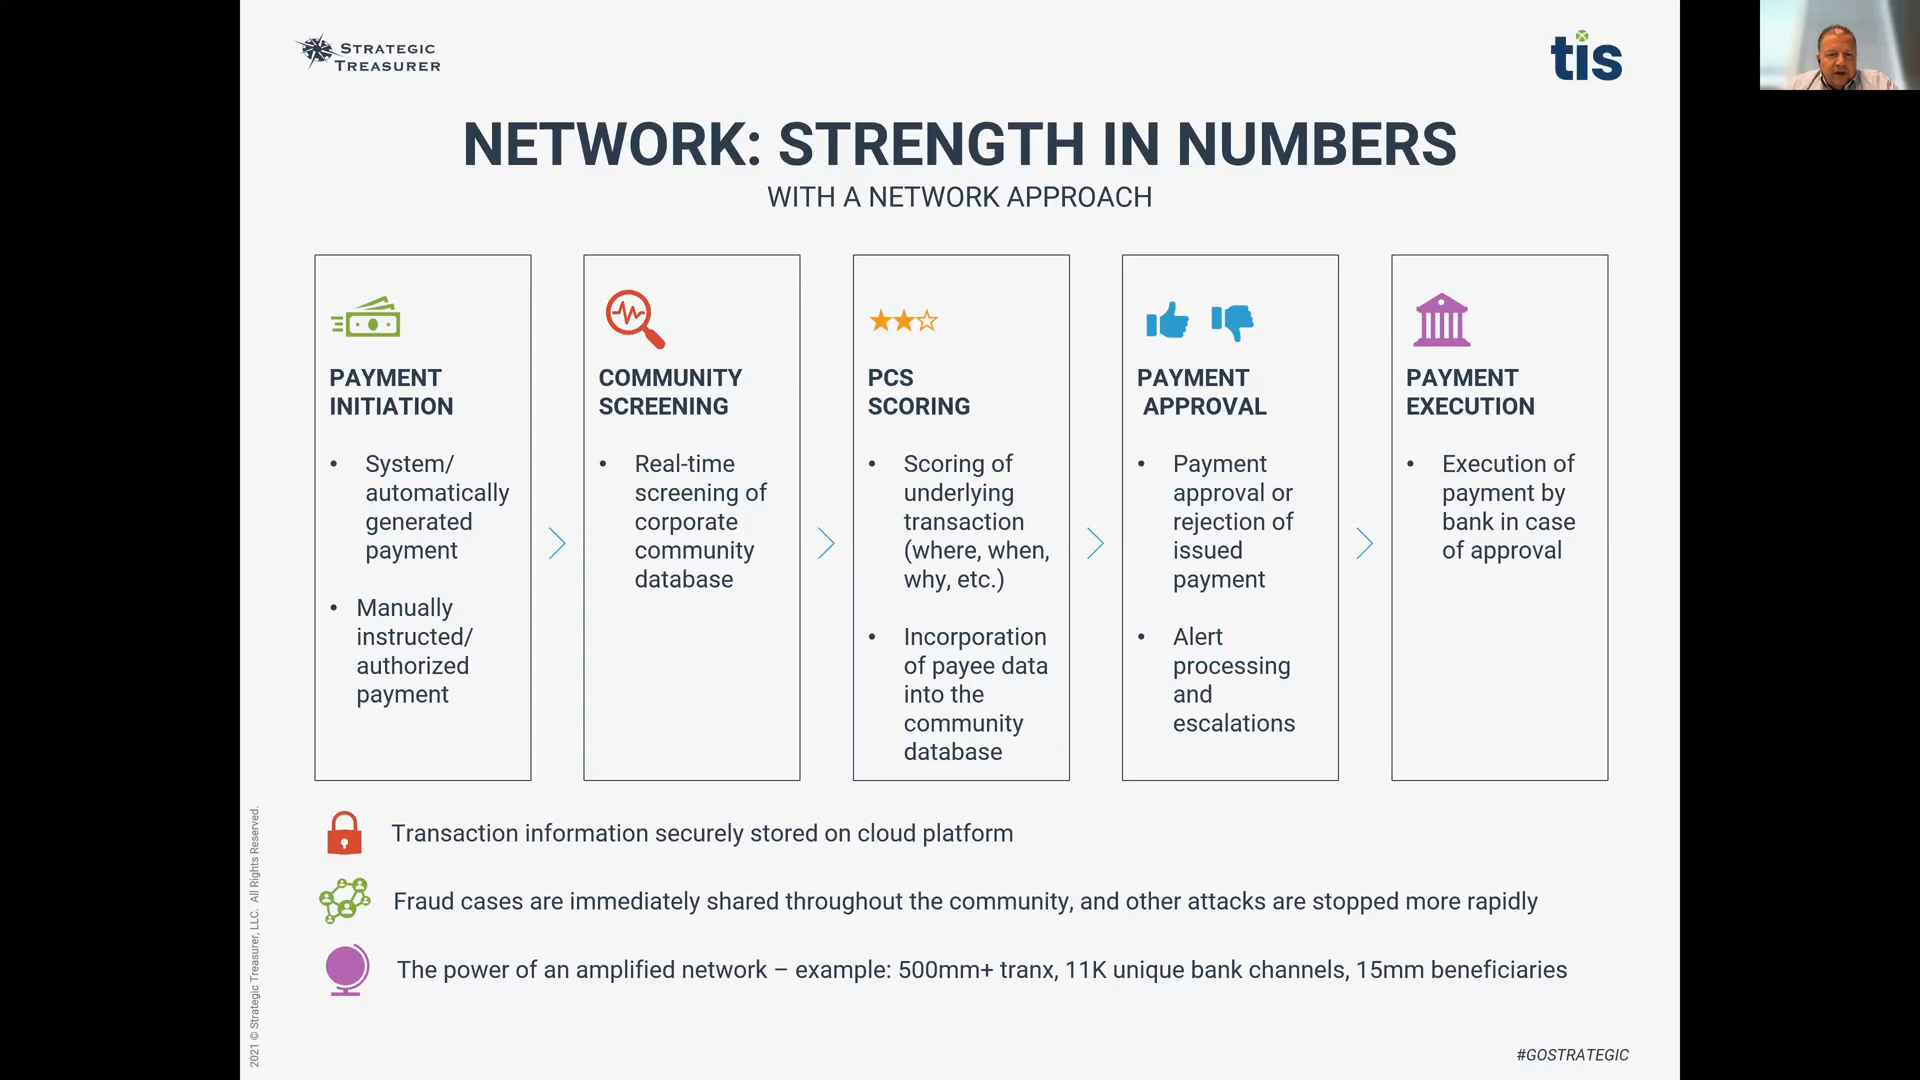 STRATEGIC
TREASURER
tis
NETWORK: STRENGTH IN NUMBERS
WITH A NETWORK APPROACH
PAYMENT
INITIATION
• System/
automatically
generated
payment
• Manually
instructed/
authorized
payment
COMMUNITY
SCREENING
• Real-time
screening of
corporate
community
database
PCS
SCORING
• Scoring of
underlying
transaction
(where, when,
why, etc.)
• Incorporation
of payee data
into the
community
database
PAYMENT
APPROVAL
• Payment
approval or
rejection of
issued
payment
• Alert
processing
and
escalations
PAYMENT
EXECUTION
• Execution of
payment by
bank in case
of approval
Transaction information securely stored on cloud platform
Fraud cases are immediately shared throughout the community, and other attacks are stopped more rapidly
The power of an amplified network – example: 500mm+ tranx, 11K unique bank channels, 15mm beneficiaries
2021 © Strategic Treasurer, LLC. All Rights Reserved.
#GOSTRATEGIC